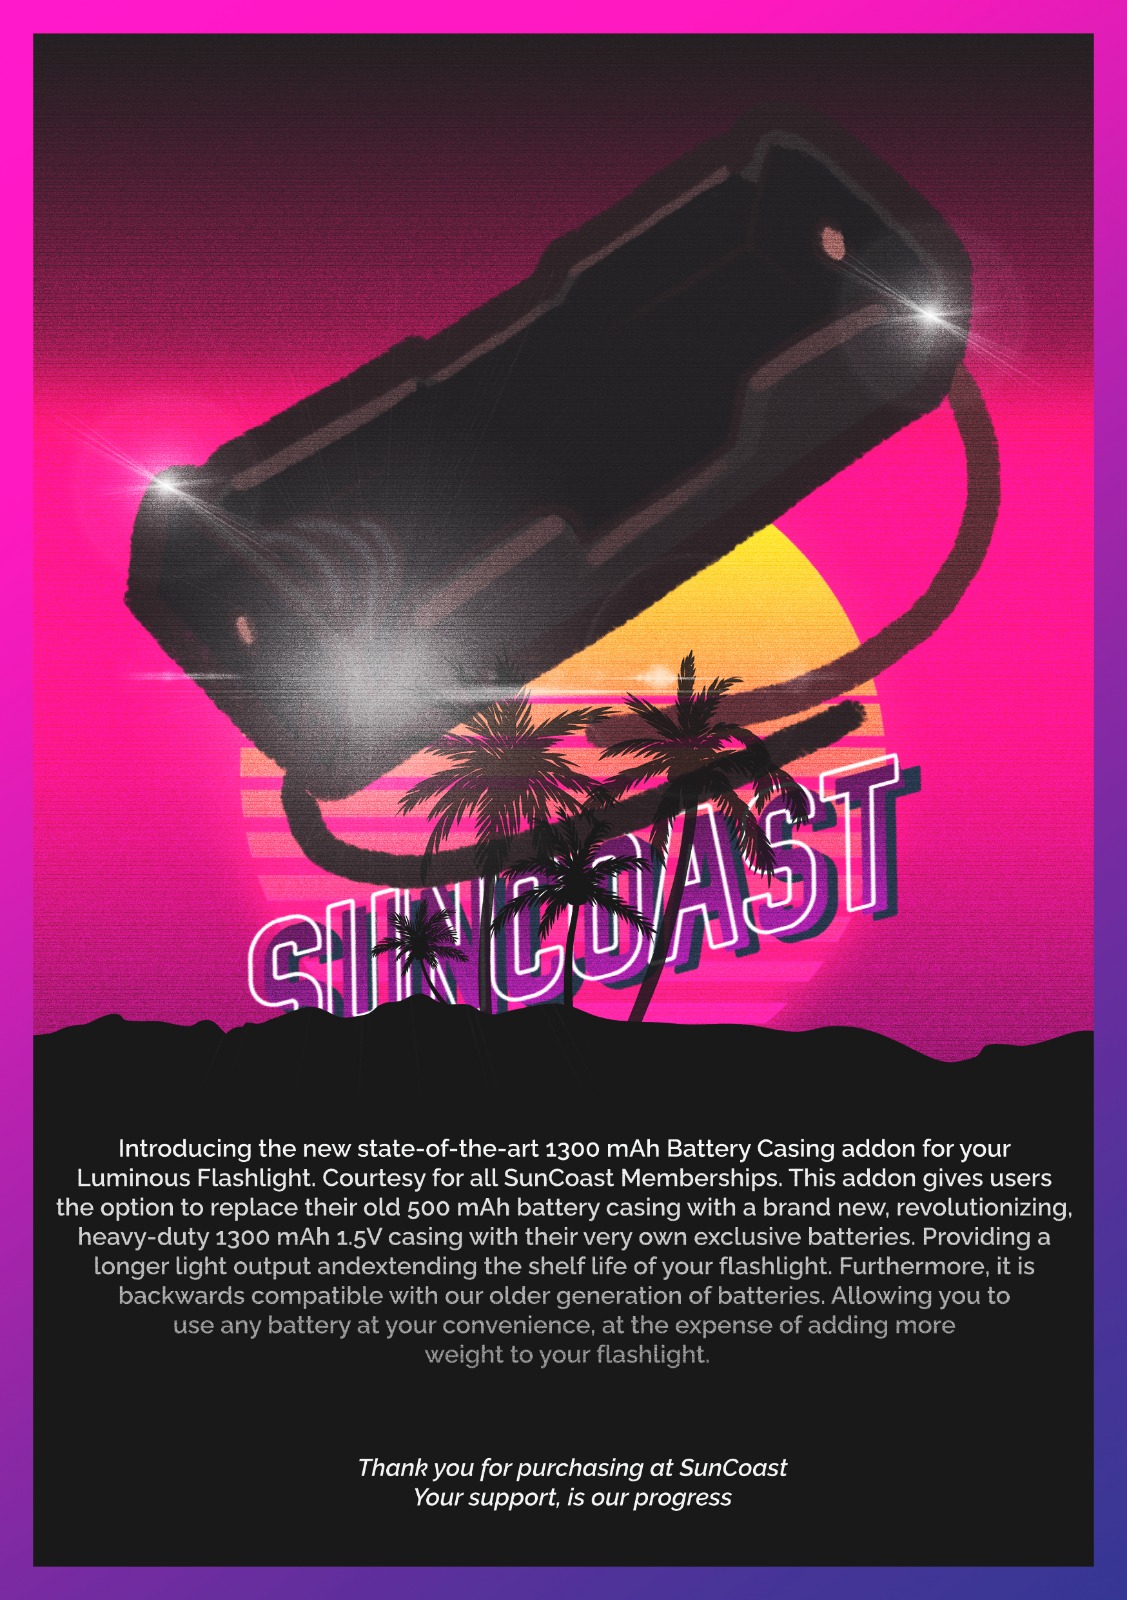 SUNCOAST
Introducing the new state-of-the-art 1300 mAh Battery Casing addon for your
Luminous Flashlight. Courtesy for all SunCoast Memberships. This addon gives users
the option to replace their old 500 mAh battery casing with a brand new, revolutionizing,
heavy-duty 1300 mAh 1.5V casing with their very own exclusive batteries. Providing a
longer light output andextending the shelf life of your flashlight. Furthermore, it is
backwards compatible with our older generation of batteries. Allowing you to
use any battery at your convenience, at the expense of adding more
weight to your flashlight.
Thank you for purchasing at SunCoast
Your support, is our progress